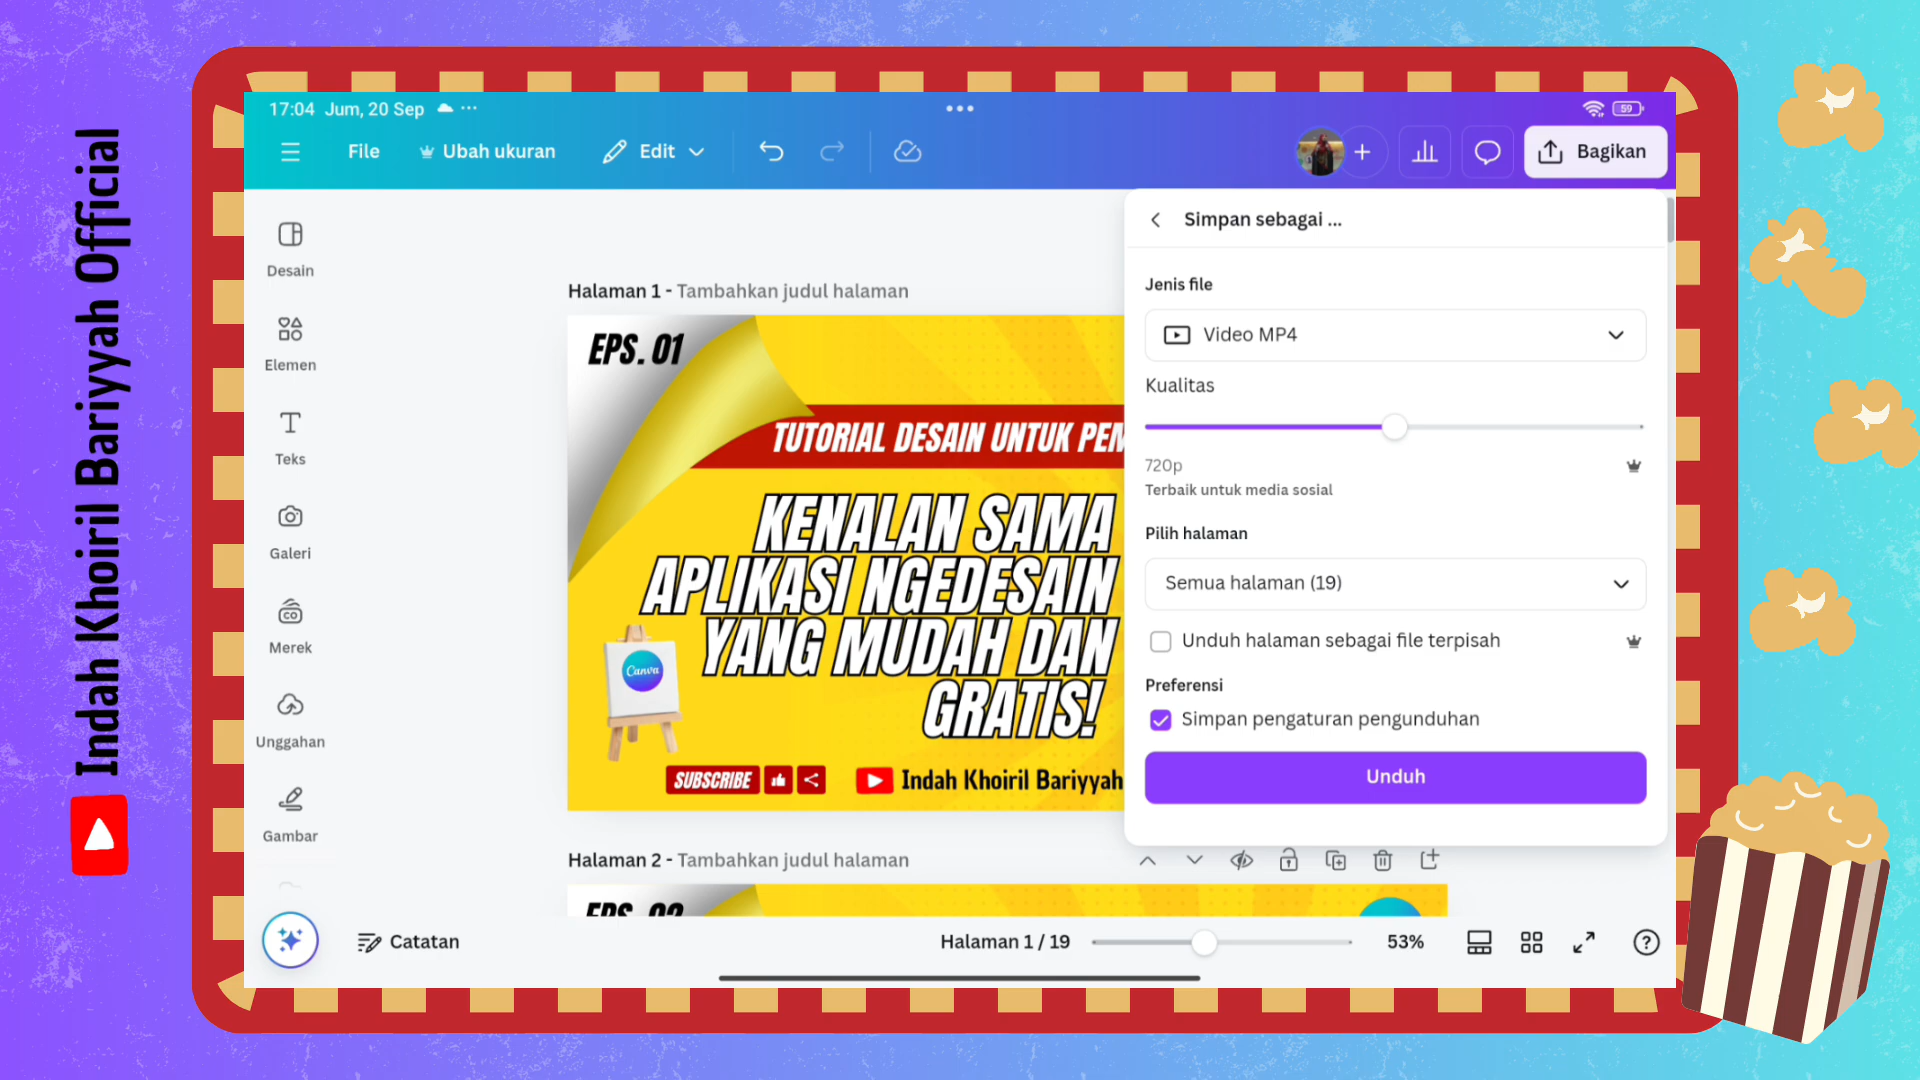 Indah Khoiril Bariyyah Official
17:04 Jum, 20 Sep
59
File
Ubah ukuran
Edit
Bagikan
Desain
Elemen
Teks
Galeri
CO
Merek
Unggahan
Gambar
Halaman 1 - Tambahkan judul halaman
EPS. 01
TUTORIAL DESAIN UNTUK PEM
KENALAN SAMA
APLIKASI NGEDESAIN
YANG MUDAH DAN
GRATIS!
Canva
SUBSCRIBE
Indah Khoiril Bariyyah
Simpan sebagai ...
Jenis file
Video MP4
Kualitas
720p
Terbaik untuk media sosial
Pilih halaman
Semua halaman (19)
Unduh halaman sebagai file terpisah
Preferensi
Simpan pengaturan pengunduhan
Unduh
Halaman 2 - Tambahkan judul halaman
EPS. 02
Catatan
Halaman 1 / 19
53%